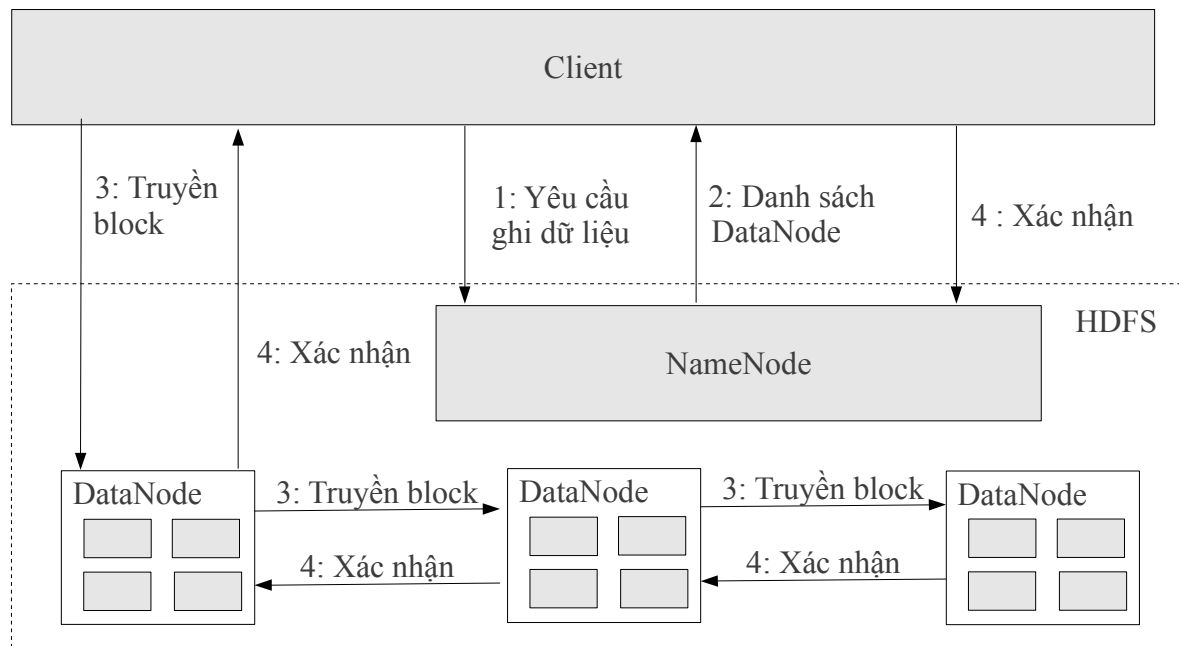 Client
3: Truyền
block
1: Yêu cầu
ghi dữ liệu
2: Danh sách
DataNode
4 : Xác nhận
HDFS
4: Xác nhận
NameNode
DataNode
3: Truyền block
DataNode
3: Truyền block
DataNode
4: Xác nhận
4: Xác nhận